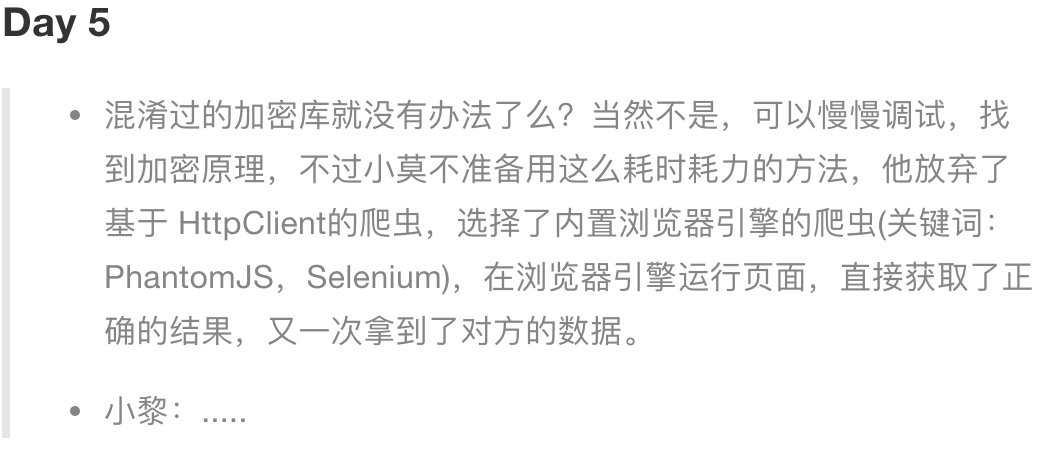 Day 5
混淆过的加密库就没有办法了么？当然不是，可以慢慢调试，找
到加密原理，不过小莫不准备用这么耗时耗力的方法，他放弃了
基于 HttpClient的爬虫，选择了内置浏览器引擎的爬虫(关键词：
PhantomJS，Selenium)，在浏览器引擎运行页面，直接获取了正
确的结果，又一次拿到了对方的数据。
小黎：.....